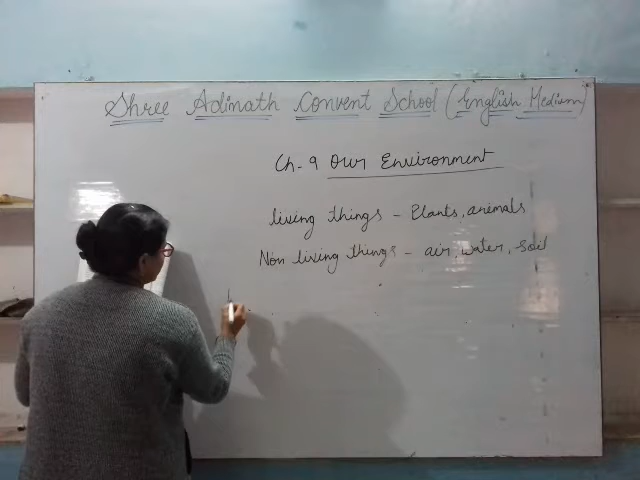 Shree Adinath Convent School (English Medium)
Ch-9 Our Environment
living things - Plants, animals
Non living things - air, water, soil